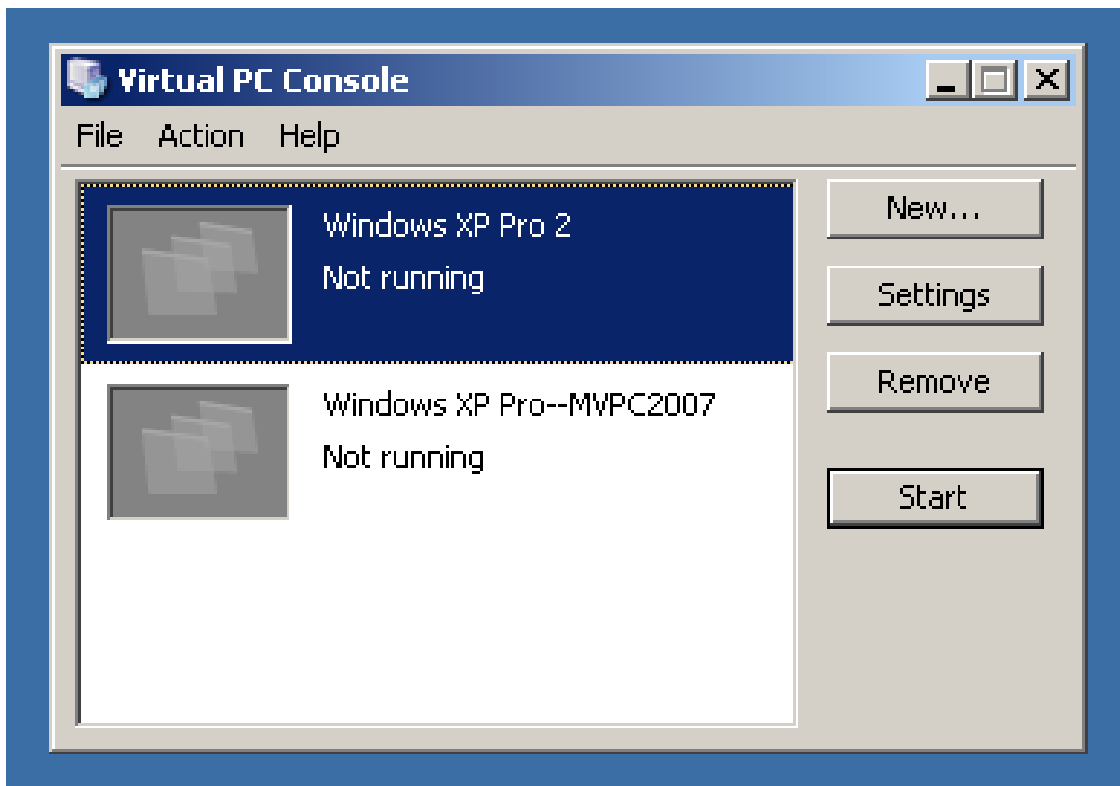 Virtual PC Console
File Action Help
Windows XP Pro 2
Not running
Windows XP Pro--MVPC2007
Not running
New...
Settings
Remove
Start